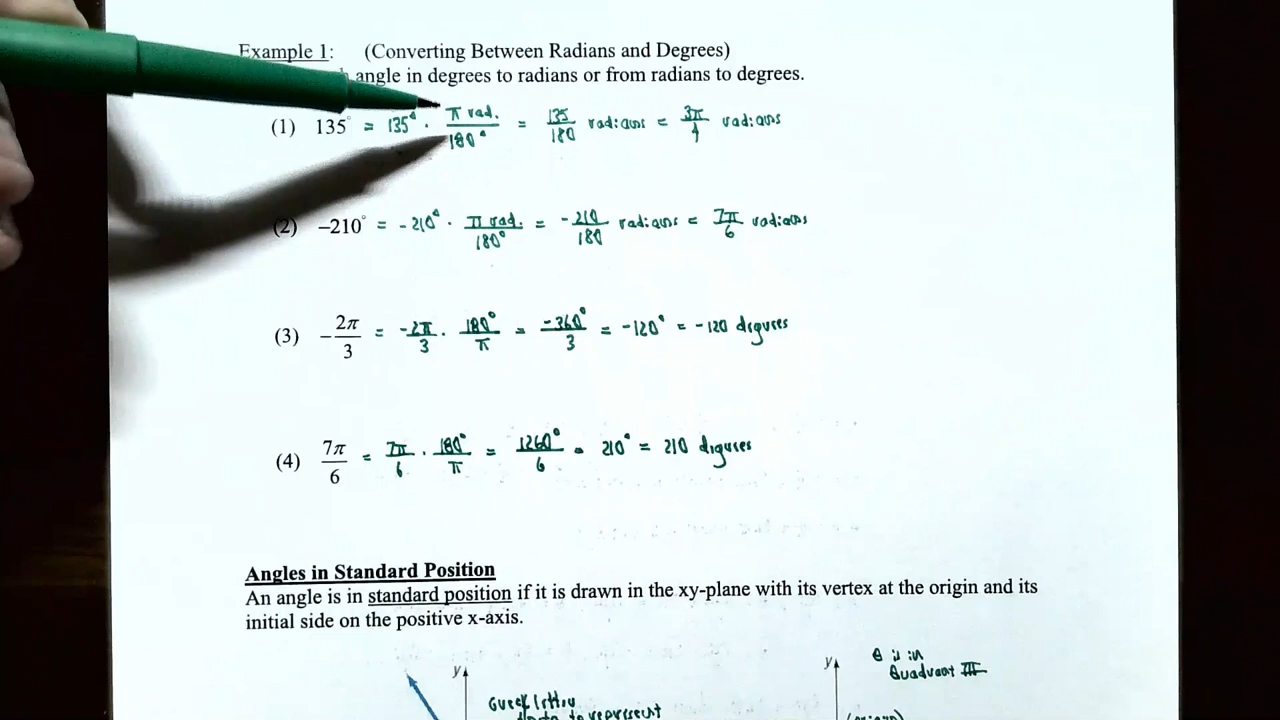 Example 1: (Converting Between Radians and Degrees)
angle in degrees to radians or from radians to degrees.
(1) 135° = 135° · π rad. / 180° = 135/180 radians = 3π/4 radians
(2) −210° = -210° · π rad. / 180° = -210/180 radians = 7π/6 radians
(3) −2π/3 = -2π/3 · 180°/π = -360°/3 = -120° = -120 degrees
(4) 7π/6 = 7π/6 · 180°/π = 1260°/6 = 210° = 210 degrees
Angles in Standard Position
An angle is in standard position if it is drawn in the xy-plane with its vertex at the origin and its
initial side on the positive x-axis.
y
Greek letter
to represent
y
θ is in
Quadrant III
(origin)